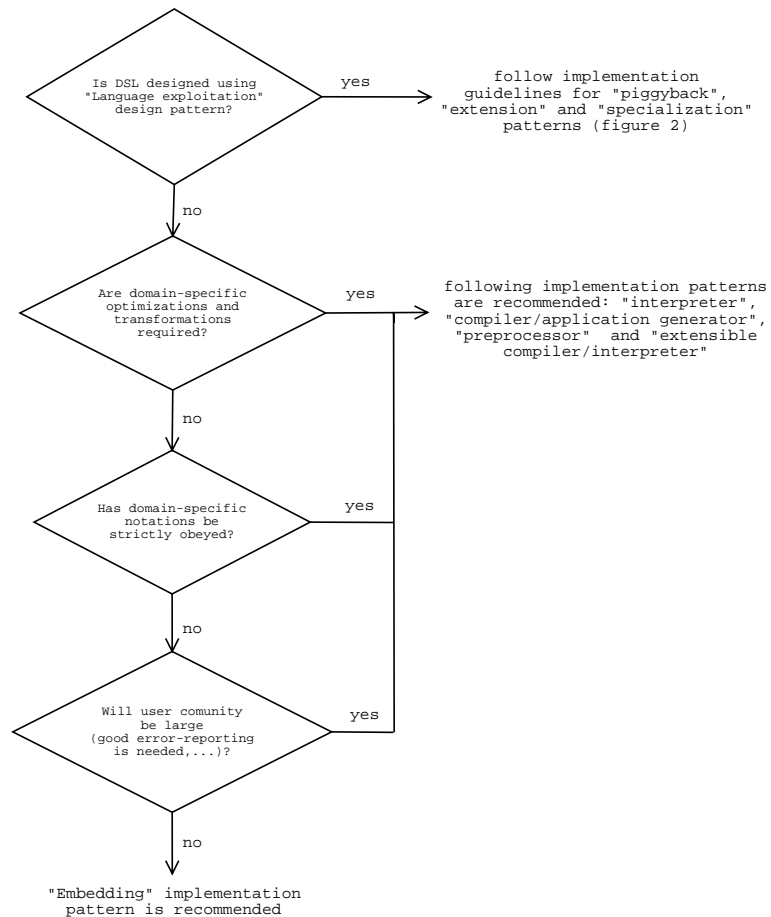 Is DSL designed using
"Language exploitation"
design pattern?
yes
follow implementation
guidelines for "piggyback",
"extension" and "specialization"
patterns (figure 2)
no
Are domain-specific
optimizations and
transformations
required?
yes
following implementation patterns
are recommended: "interpreter",
"compiler/application generator",
"preprocessor" and "extensible
compiler/interpreter"
no
Has domain-specific
notations be
strictly obeyed?
yes
no
Will user comunity
be large
(good error-reporting
is needed,...)?
yes
no
"Embedding" implementation
pattern is recommended